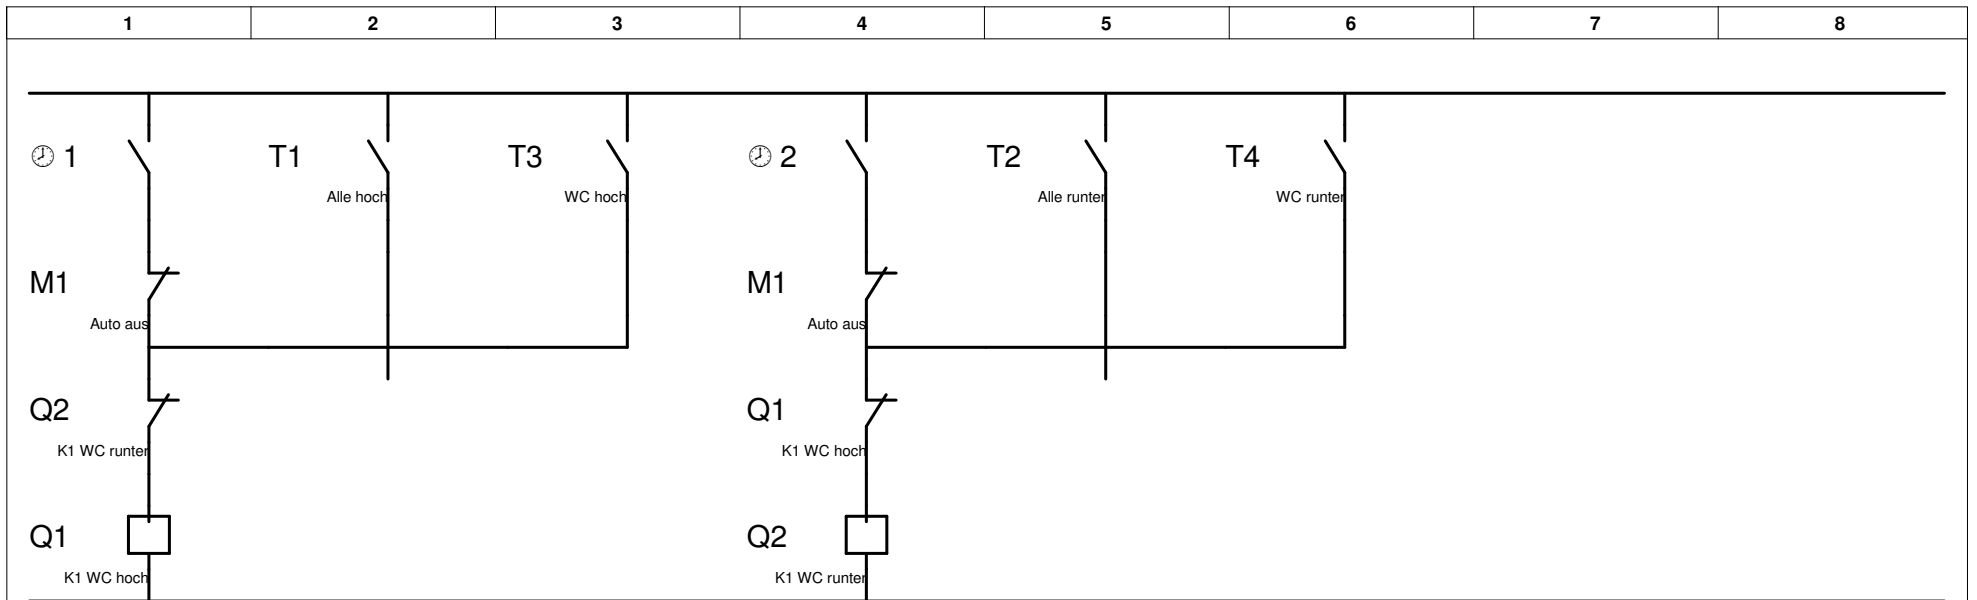 1 2 3 4 5 6 7 8
🕗 1 T1 T3 🕗 2 T2 T4
Alle hoch WC hoch Alle runter WC runter
M1 M1
Auto aus Auto aus
Q2 Q1
K1 WC runter K1 WC hoch
Q1 Q2
K1 WC hoch K1 WC runter